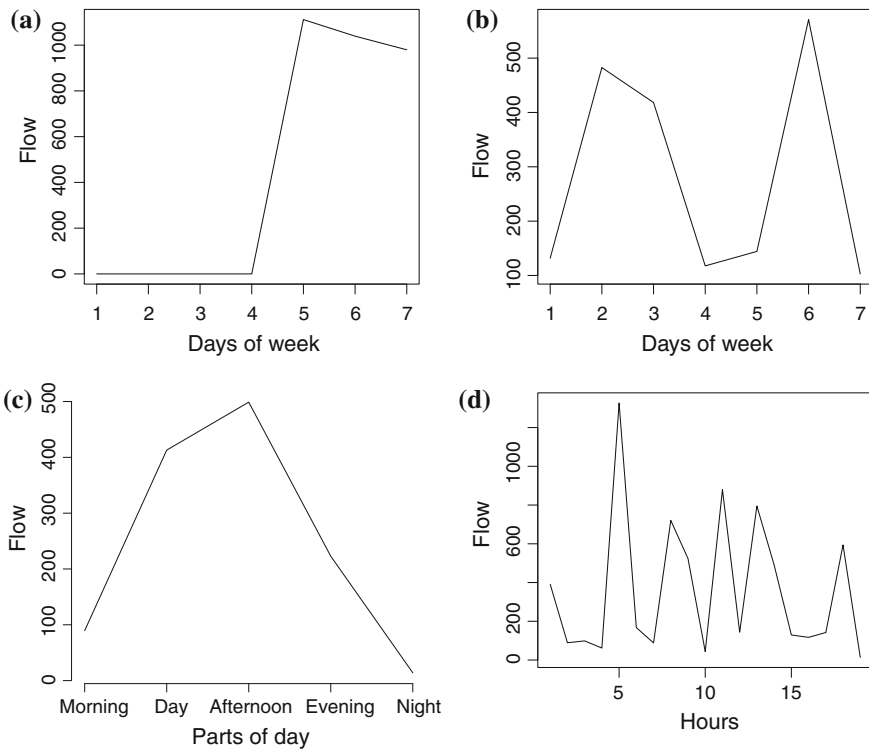 (a)
Flow
0 200 400 600 800 1000
1 2 3 4 5 6 7
Days of week
(b)
Flow
100 200 300 400 500
1 2 3 4 5 6 7
Days of week
(c)
Flow
0 100 200 300 400 500
Morning Day Afternoon Evening Night
Parts of day
(d)
Flow
0 200 600 1000
5 10 15
Hours